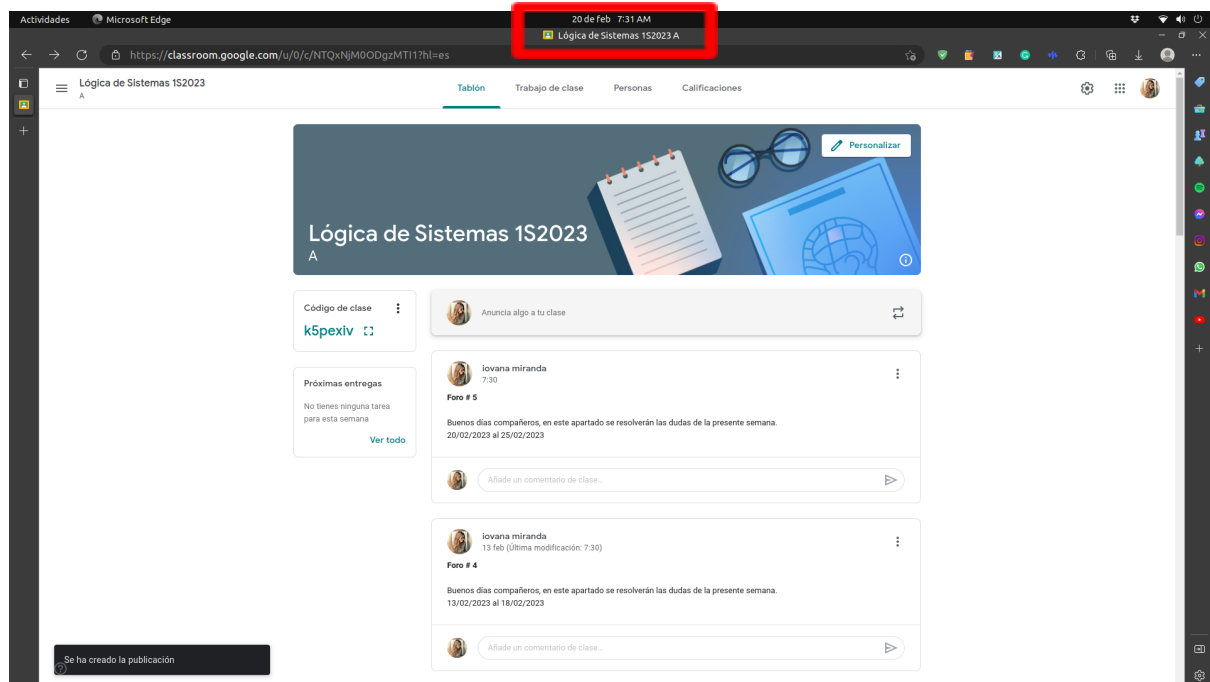 Actividades Microsoft Edge 20 de feb 7:31 AM
Lógica de Sistemas 1S2023 A
https://classroom.google.com/u/0/c/NTQxNjM0ODgzMTI1?hl=es
Lógica de Sistemas 1S2023
A
Tablón Trabajo de clase Personas Calificaciones
Personalizar
Lógica de Sistemas 1S2023
A
Código de clase
k5pexiv
Anuncia algo a tu clase
Próximas entregas
No tienes ninguna tarea
para esta semana
Ver todo
iovana miranda
7:30
Foro # 5
Buenos días compañeros, en este apartado se resolverán las dudas de la presente semana.
20/02/2023 al 25/02/2023
Añade un comentario de clase...
iovana miranda
13 feb (Última modificación: 7:30)
Foro # 4
Buenos días compañeros, en este apartado se resolverán las dudas de la presente semana.
13/02/2023 al 18/02/2023
Añade un comentario de clase...
Se ha creado la publicación